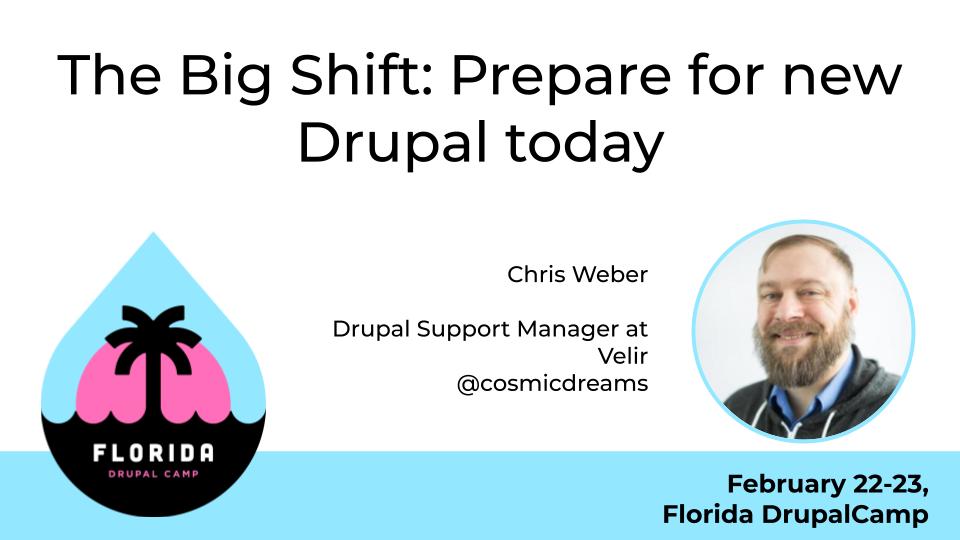 The Big Shift: Prepare for new
Drupal today
Chris Weber
Drupal Support Manager at
Velir
@cosmicdreams
FLORIDA
DRUPAL CAMP
February 22-23,
Florida DrupalCamp